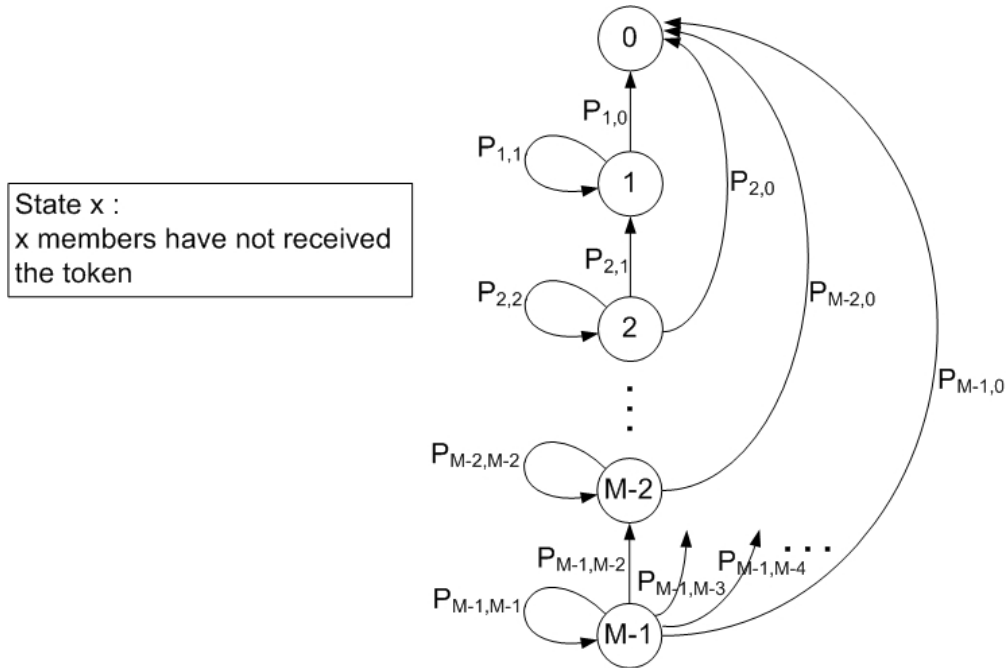 0
P1,0
P1,1
1
State x :
x members have not received
the token
P2,0
P2,1
P2,2
2
PM-2,0
PM-1,0
PM-2,M-2
M-2
PM-1,M-2
PM-1,M-3
PM-1,M-4
PM-1,M-1
M-1